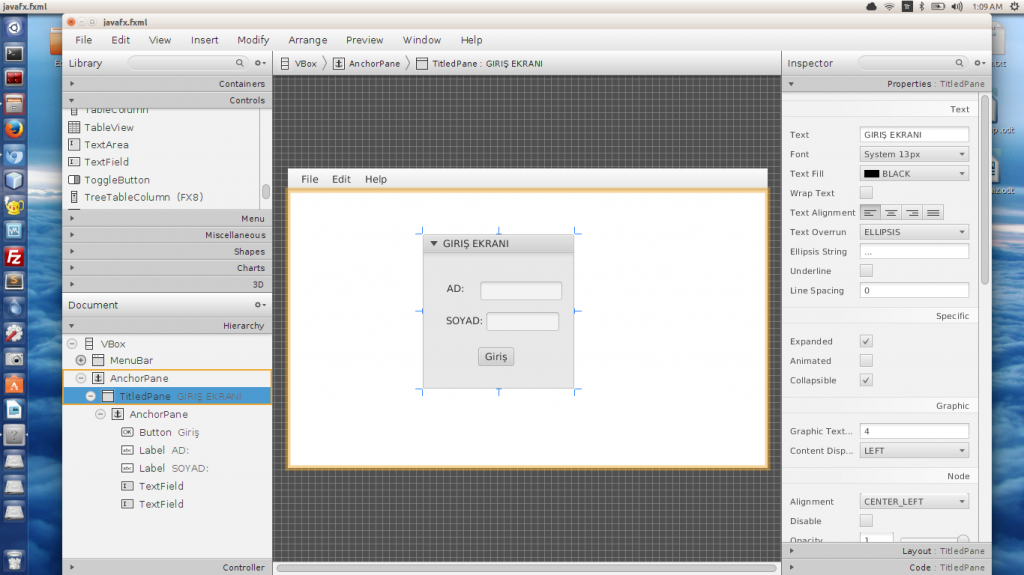 javafx.fxml
1:09 AM
javafx.fxml
File Edit View Insert Modify Arrange Preview Window Help
Library
Containers
Controls
TableColumn
TableView
TextArea
TextField
ToggleButton
TreeTableColumn (FX8)
Menu
Miscellaneous
Shapes
Charts
3D
Document
Hierarchy
VBox
MenuBar
AnchorPane
TitledPane GIRIŞ EKRANI
AnchorPane
Button Giriş
Label AD:
Label SOYAD:
TextField
TextField
Controller
VBox AnchorPane TitledPane : GIRIŞ EKRANI
File Edit Help
GIRIŞ EKRANI
AD:
SOYAD:
Giriş
Inspector
Properties : TitledPane
Text
Text GIRIŞ EKRANI
Font System 13px
Text Fill BLACK
Wrap Text
Text Alignment
Text Overrun ELLIPSIS
Ellipsis String ...
Underline
Line Spacing 0
Specific
Expanded
Animated
Collapsible
Graphic
Graphic Text... 4
Content Disp... LEFT
Node
Alignment CENTER_LEFT
Disable
Opacity 1
Layout : TitledPane
Code : TitledPane